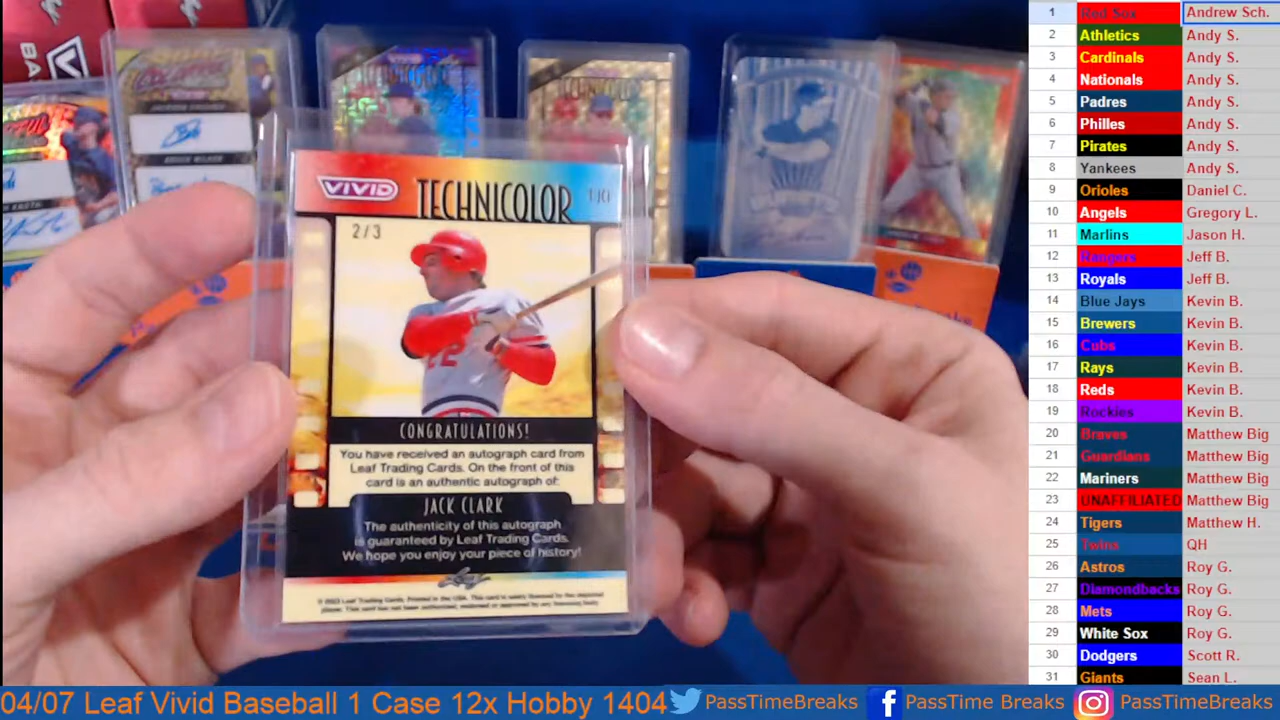 VIVID
TECHNICOLOR
2/3
CONGRATULATIONS!
You have received an autograph card from
Leaf Trading Cards. On the front of this
card is an authentic autograph of:
JACK CLARK
The authenticity of this autograph
is guaranteed by Leaf Trading Cards.
We hope you enjoy your piece of history!
Leaf
1 Red Sox Andrew Sch.
2 Athletics Andy S.
3 Cardinals Andy S.
4 Nationals Andy S.
5 Padres Andy S.
6 Philles Andy S.
7 Pirates Andy S.
8 Yankees Andy S.
9 Orioles Daniel C.
10 Angels Gregory L.
11 Marlins Jason H.
12 Rangers Jeff B.
13 Royals Jeff B.
14 Blue Jays Kevin B.
15 Brewers Kevin B.
16 Cubs Kevin B.
17 Rays Kevin B.
18 Reds Kevin B.
19 Rockies Kevin B.
20 Braves Matthew Big
21 Guardians Matthew Big
22 Mariners Matthew Big
23 UNAFFILIATED Matthew Big
24 Tigers Matthew H.
25 Twins QH
26 Astros Roy G.
27 Diamondbacks Roy G.
28 Mets Roy G.
29 White Sox Roy G.
30 Dodgers Scott R.
31 Giants Sean L.
04/07 Leaf Vivid Baseball 1 Case 12x Hobby 1404 PassTimeBreaks PassTime Breaks PassTimeBreaks